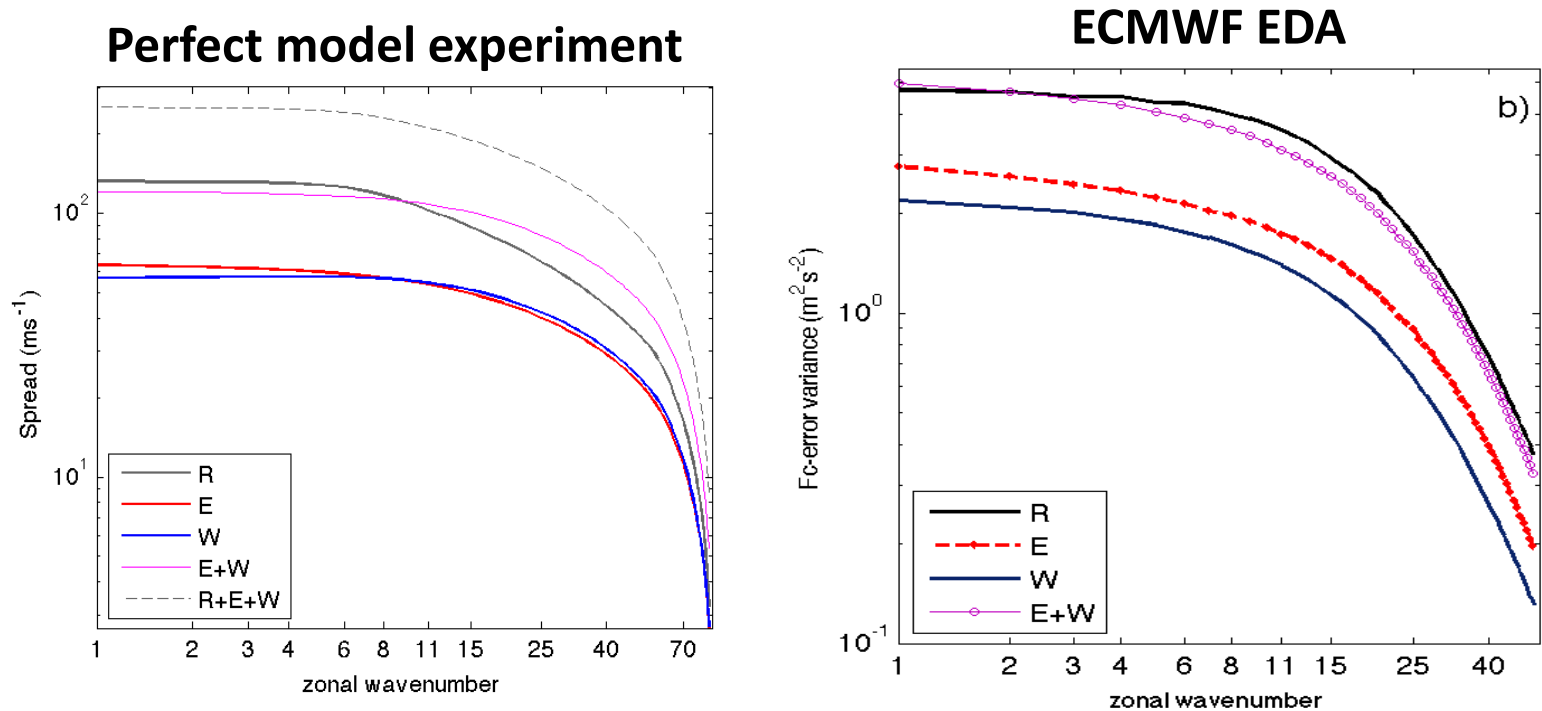 Perfect model experiment
Spread (ms⁻¹)
10²
10¹
R
E
W
E+W
R+E+W
1 2 3 4 6 8 11 15 25 40 70
zonal wavenumber
ECMWF EDA
b)
Fc-error variance (m²s⁻²)
10⁰
10⁻¹
R
E
W
E+W
1 2 3 4 6 8 11 15 25 40
zonal wavenumber